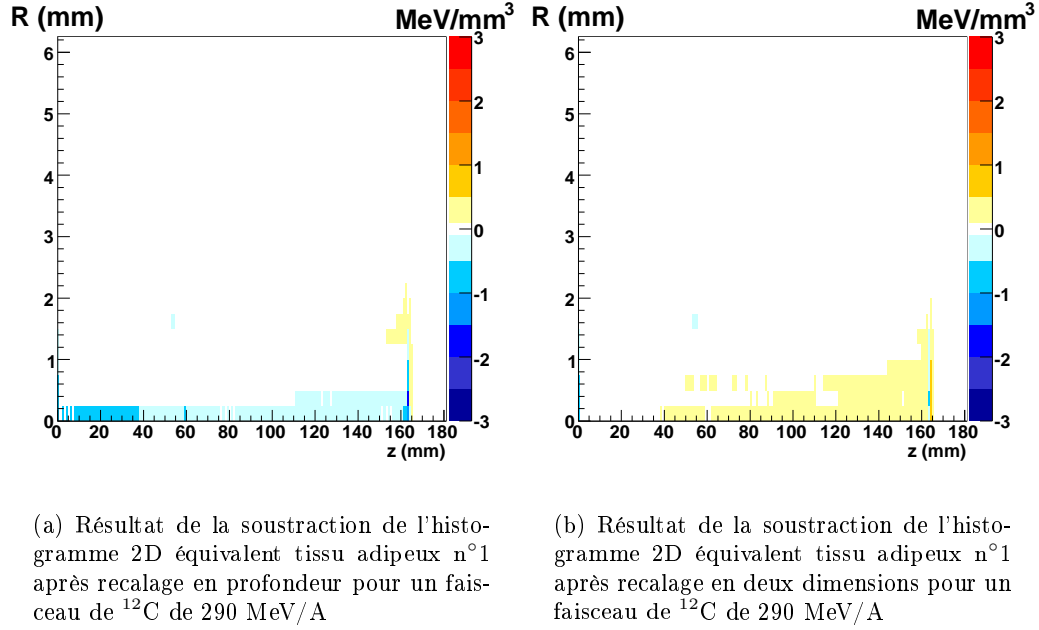 R (mm)
MeV/mm³
6
5
4
3
2
1
0
0 20 40 60 80 100 120 140 160 180
z (mm)
3
2
1
0
-1
-2
-3
R (mm)
MeV/mm³
6
5
4
3
2
1
0
0 20 40 60 80 100 120 140 160 180
z (mm)
3
2
1
0
-1
-2
-3
(a) Résultat de la soustraction de l'histo-
gramme 2D équivalent tissu adipeux n°1
après recalage en profondeur pour un fais-
ceau de ¹²C de 290 MeV/A
(b) Résultat de la soustraction de l'histo-
gramme 2D équivalent tissu adipeux n°1
après recalage en deux dimensions pour un
faisceau de ¹²C de 290 MeV/A